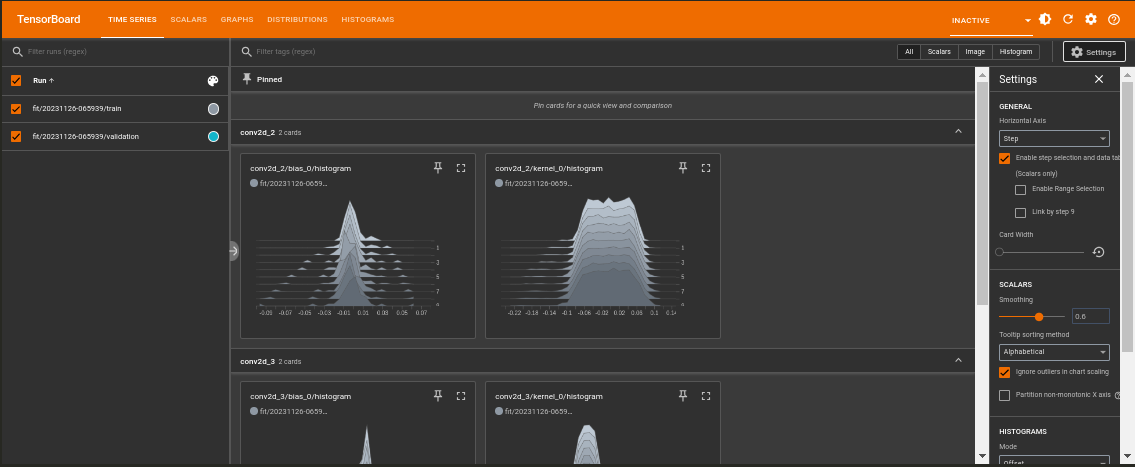 TensorBoard TIME SERIES SCALARS GRAPHS DISTRIBUTIONS HISTOGRAMS INACTIVE
Filter runs (regex)
Filter tags (regex) All Scalars Image Histogram Settings
Run
fit/20231126-065939/train
fit/20231126-065939/validation
Pinned
Pin cards for a quick view and comparison
conv2d_2 2 cards
conv2d_2/bias_0/histogram
fit/20231126-0659...
1
3
5
7
9
-0.09 -0.07 -0.05 -0.03 -0.01 0.01 0.03 0.05 0.07
conv2d_2/kernel_0/histogram
fit/20231126-0659...
1
3
5
7
9
-0.22 -0.18 -0.14 -0.1 -0.06 -0.02 0.02 0.06 0.1 0.14
conv2d_3 2 cards
conv2d_3/bias_0/histogram
fit/20231126-0659...
conv2d_3/kernel_0/histogram
fit/20231126-0659...
Settings
GENERAL
Horizontal Axis
Step
Enable step selection and data tab
(Scalars only)
Enable Range Selection
Link by step 9
Card Width
SCALARS
Smoothing
0.6
Tooltip sorting method
Alphabetical
Ignore outliers in chart scaling
Partition non-monotonic X axis
HISTOGRAMS
Mode
Offset